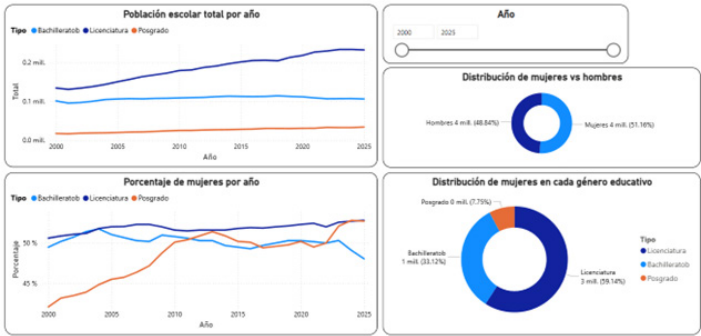 Población escolar total por año
Tipo Bachilleratob Licenciatura Posgrado
0.2 mill.
0.1 mill.
0.0 mill.
Total
2000 2005 2010 2015 2020 2025
Año
Año
2000 2025
Distribución de mujeres vs hombres
Hombres 4 mill. (48.84%)
Mujeres 4 mill. (51.16%)
Porcentaje de mujeres por año
Tipo Bachilleratob Licenciatura Posgrado
50 %
45 %
Porcentaje
2000 2005 2010 2015 2020 2025
Año
Distribución de mujeres en cada género educativo
Posgrado 0 mill. (7.75%)
Bachilleratob
1 mill. (33.12%)
Licenciatura
3 mill. (59.14%)
Tipo
Licenciatura
Bachilleratob
Posgrado